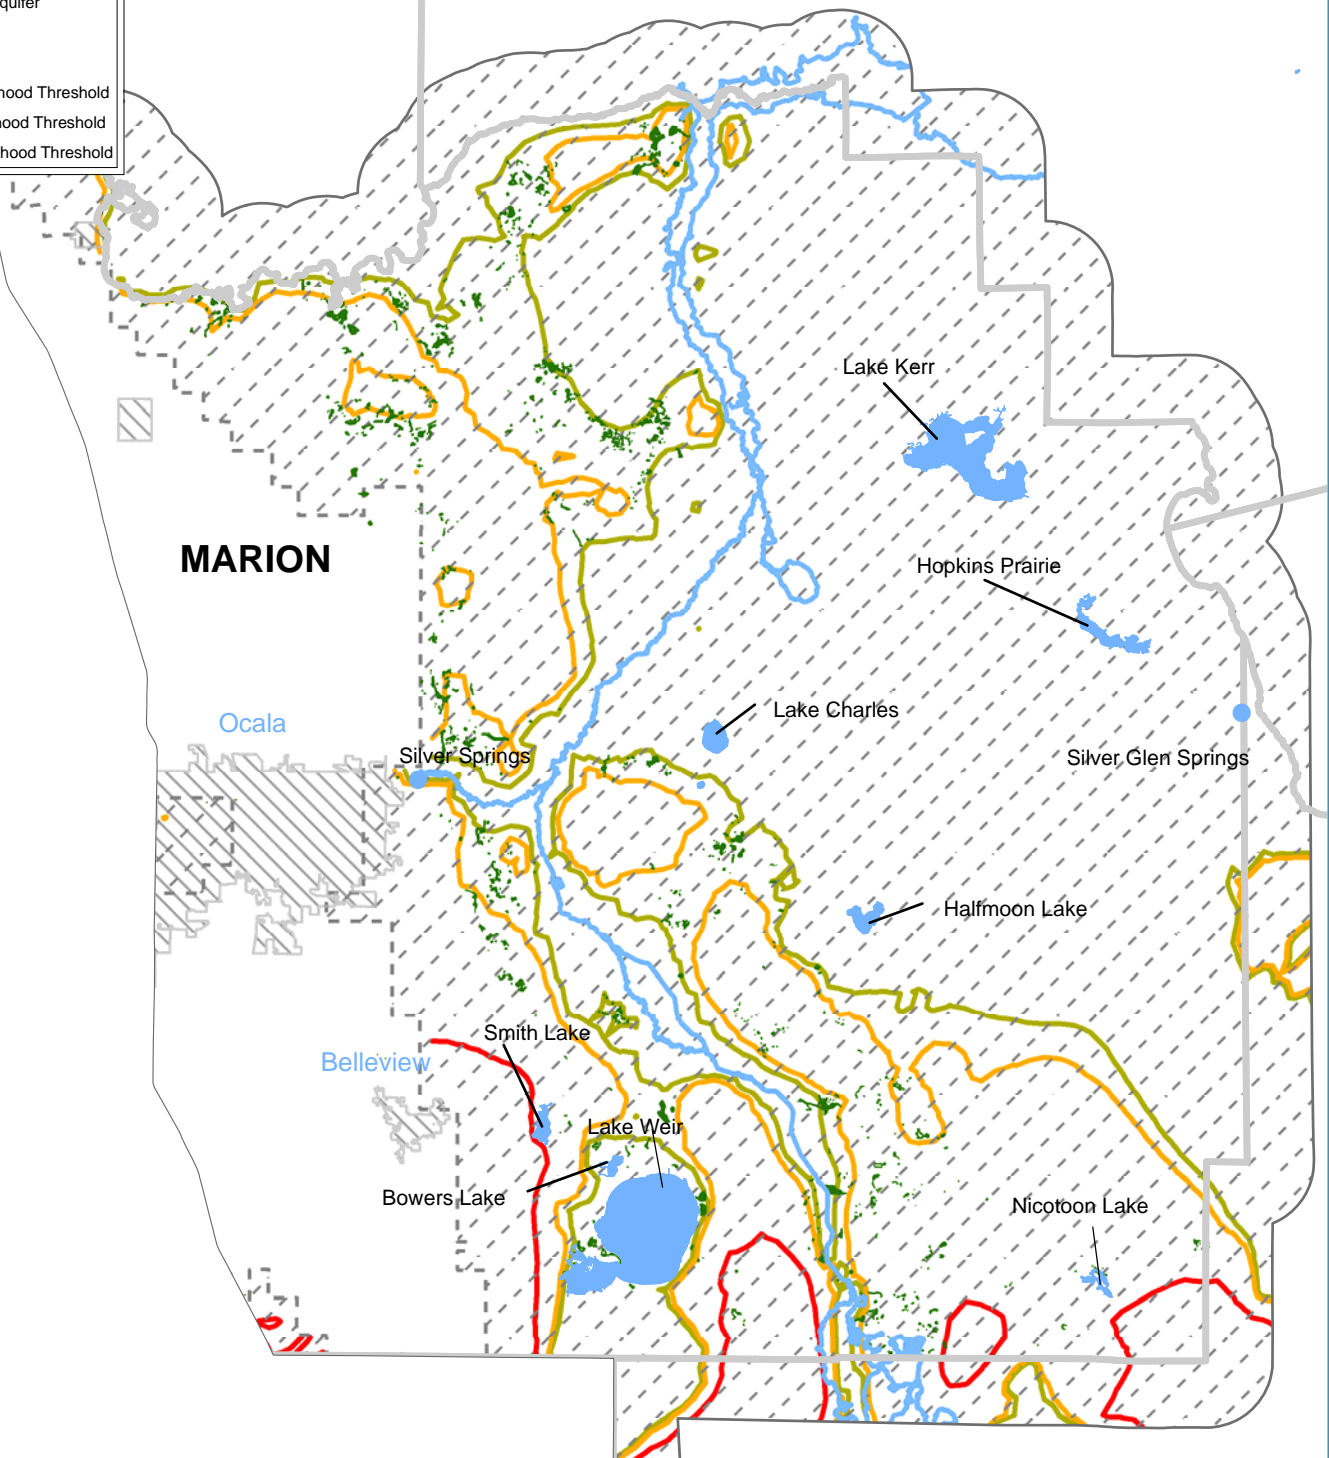 quifer
hood Threshold
hood Threshold
hood Threshold
Lake Kerr
MARION
Hopkins Prairie
Lake Charles
Ocala
Silver Springs
Silver Glen Springs
Halfmoon Lake
Smith Lake
Belleview
Lake Weir
Bowers Lake
Nicotoon Lake